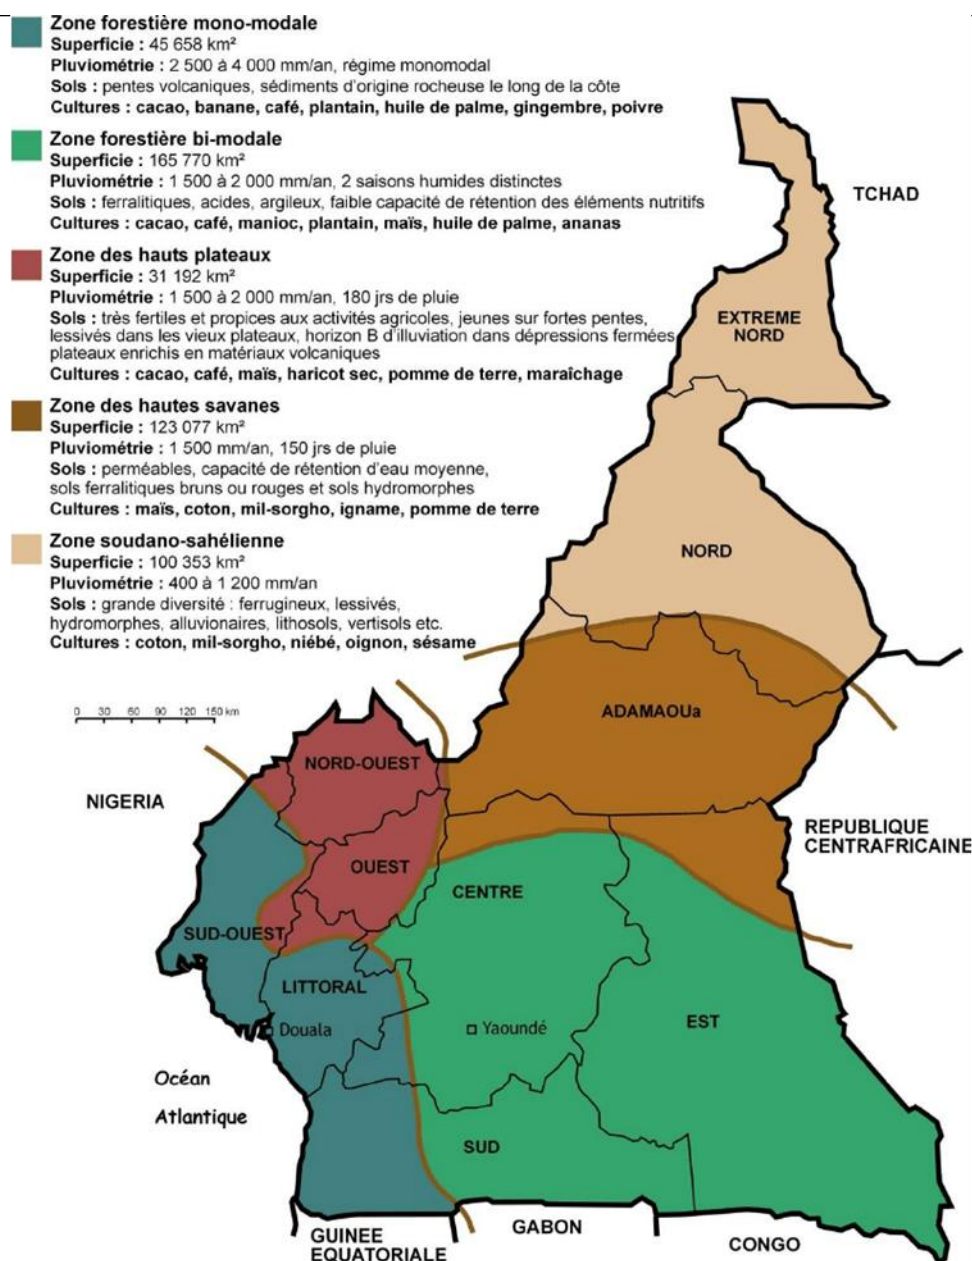 Zone forestière mono-modale
Superficie : 45 658 km²
Pluviométrie : 2 500 à 4 000 mm/an, régime monomodal
Sols : pentes volcaniques, sédiments d'origine rocheuse le long de la côte
Cultures : cacao, banane, café, plantain, huile de palme, gingembre, poivre
Zone forestière bi-modale
Superficie : 165 770 km²
Pluviométrie : 1 500 à 2 000 mm/an, 2 saisons humides distinctes
Sols : ferralitiques, acides, argileux, faible capacité de rétention des éléments nutritifs
Cultures : cacao, café, manioc, plantain, maïs, huile de palme, ananas
Zone des hauts plateaux
Superficie : 31 192 km²
Pluviométrie : 1 500 à 2 000 mm/an, 180 jrs de pluie
Sols : très fertiles et propices aux activités agricoles, jeunes sur fortes pentes,
lessivés dans les vieux plateaux, horizon B d'illuviation dans dépressions fermées
plateaux enrichis en matériaux volcaniques
Cultures : cacao, café, maïs, haricot sec, pomme de terre, maraîchage
Zone des hautes savanes
Superficie : 123 077 km²
Pluviométrie : 1 500 mm/an, 150 jrs de pluie
Sols : perméables, capacité de rétention d'eau moyenne,
sols ferralitiques bruns ou rouges et sols hydromorphes
Cultures : maïs, coton, mil-sorgho, igname, pomme de terre
Zone soudano-sahélienne
Superficie : 100 353 km²
Pluviométrie : 400 à 1 200 mm/an
Sols : grande diversité : ferrugineux, lessivés,
hydromorphes, alluvionaires, lithosols, vertisols etc.
Cultures : coton, mil-sorgho, niébé, oignon, sésame
0 30 60 90 120 150 km
TCHAD
EXTREME
NORD
NORD
ADAMAOUa
NORD-OUEST
NIGERIA
REPUBLIQUE
CENTRAFRICAINE
OUEST
CENTRE
SUD-OUEST
LITTORAL
EST
Douala
Yaoundé
Océan
Atlantique
SUD
GUINEE
EQUATORIALE
GABON
CONGO